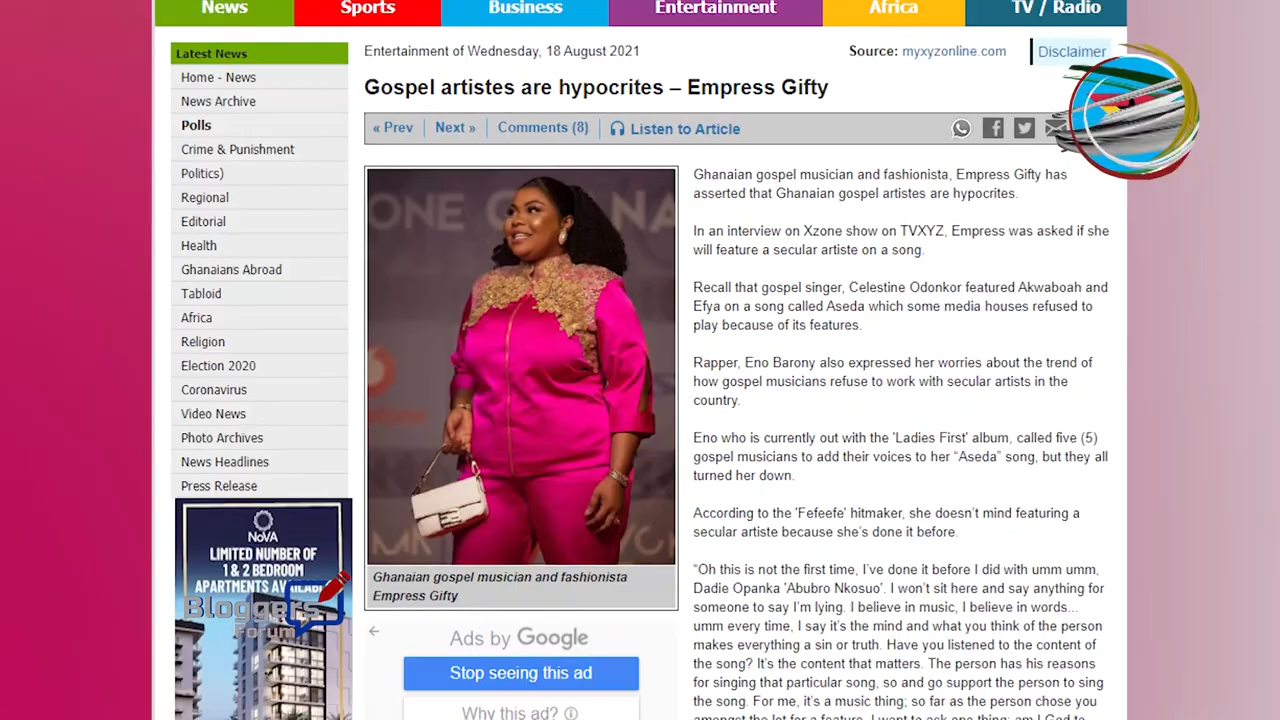 News
Sports
Business
Entertainment
Africa
TV / Radio
Latest News
Home - News
News Archive
Polls
Crime & Punishment
Politics)
Regional
Editorial
Health
Ghanaians Abroad
Tabloid
Africa
Religion
Election 2020
Coronavirus
Video News
Photo Archives
News Headlines
Press Release
NoVA
LIMITED NUMBER OF
1 & 2 BEDROOM
APARTMENTS
Bloggers
Forum
Entertainment of Wednesday, 18 August 2021
Source: myxyzonline.com
Disclaimer
Gospel artistes are hypocrites – Empress Gifty
« Prev
Next »
Comments (8)
Listen to Article
Ghanaian gospel musician and fashionista
Empress Gifty
Ads by Google
Stop seeing this ad
Why this ad?
Ghanaian gospel musician and fashionista, Empress Gifty has
asserted that Ghanaian gospel artistes are hypocrites.
In an interview on Xzone show on TVXYZ, Empress was asked if she
will feature a secular artiste on a song.
Recall that gospel singer, Celestine Odonkor featured Akwaboah and
Efya on a song called Aseda which some media houses refused to
play because of its features.
Rapper, Eno Barony also expressed her worries about the trend of
how gospel musicians refuse to work with secular artists in the
country.
Eno who is currently out with the 'Ladies First' album, called five (5)
gospel musicians to add their voices to her “Aseda” song, but they all
turned her down.
According to the 'Fefeefe' hitmaker, she doesn't mind featuring a
secular artiste because she's done it before.
“Oh this is not the first time, I've done it before I did with umm umm,
Dadie Opanka 'Abubro Nkosuo'. I won't sit here and say anything for
someone to say I'm lying. I believe in music, I believe in words...
umm every time, I say it's the mind and what you think of the person
makes everything a sin or truth. Have you listened to the content of
the song? It's the content that matters. The person has his reasons
for singing that particular song, so and go support the person to sing
the song. For me, it's a music thing; so far as the person chose you
amongst the lot for a feature, I want to ask one thing; am I God to